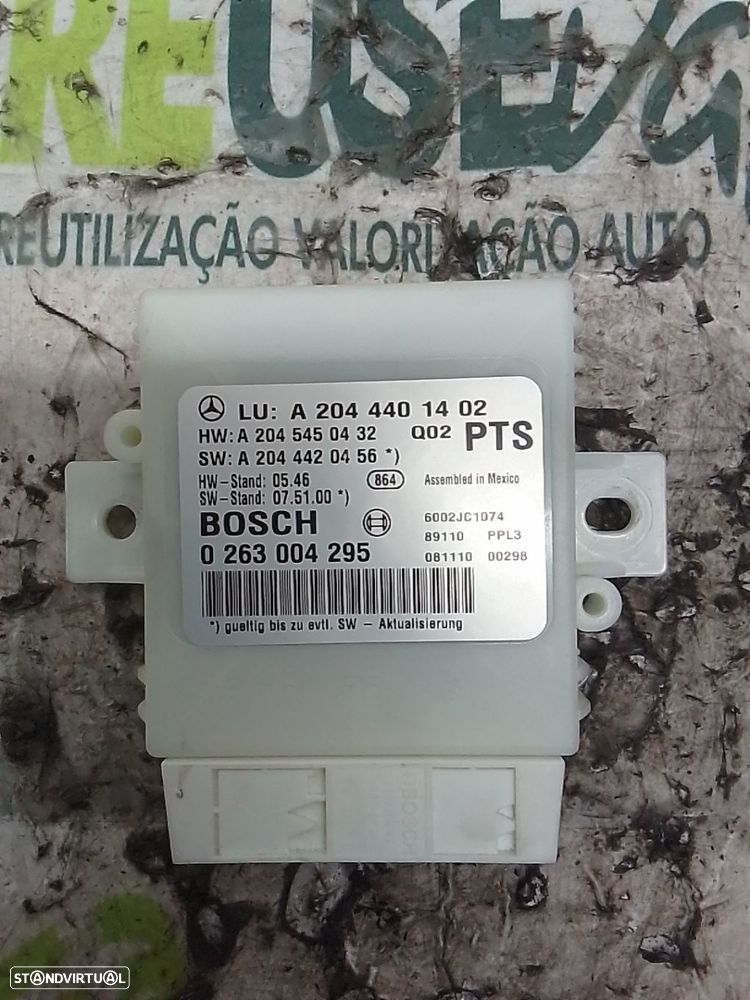 REUSEVA
REUTILIZAÇÃO VALORIZAÇÃO AUTO
LU: A 204 440 14 02
HW: A 204 545 04 32 Q02 PTS
SW: A 204 442 04 56 *)
HW-Stand: 05.46 864 Assembled in Mexico
SW-Stand: 07.51.00 *)
BOSCH 6002JC1074
89110 PPL3
0 263 004 295 081110 00298
*) gueltig bis zu evtl. SW - Aktualisierung
BOSCH
STANDVIRTUAL